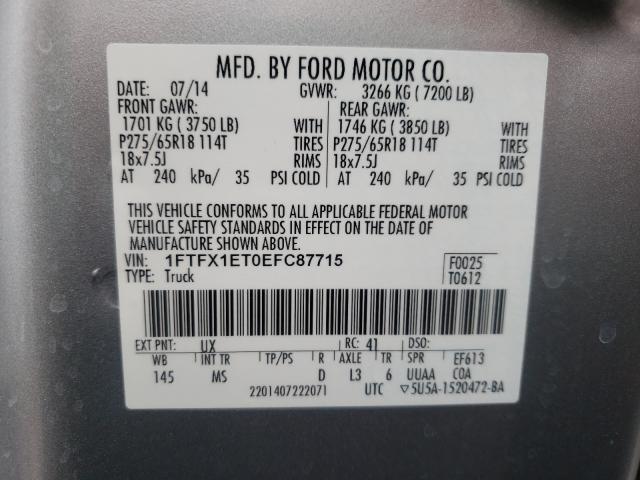 MFD. BY FORD MOTOR CO.
DATE: 07/14 GVWR: 3266 KG ( 7200 LB)
FRONT GAWR: REAR GAWR:
1701 KG ( 3750 LB) WITH 1746 KG ( 3850 LB) WITH
P275/65R18 114T TIRES P275/65R18 114T TIRES
18x7.5J RIMS 18x7.5J RIMS
AT 240 kPa/ 35 PSI COLD AT 240 kPa/ 35 PSI COLD
THIS VEHICLE CONFORMS TO ALL APPLICABLE FEDERAL MOTOR
VEHICLE SAFETY STANDARDS IN EFFECT ON THE DATE OF
MANUFACTURE SHOWN ABOVE.
VIN: 1FTFX1ET0EFC87715 F0025
TYPE: Truck T0612
EXT PNT: UX RC: 41 DSO:
WB INT TR TP/PS R AXLE TR SPR EF613
145 MS D L3 6 UUAA COA
2201407222071 UTC ▽5U5A-1520472-BA